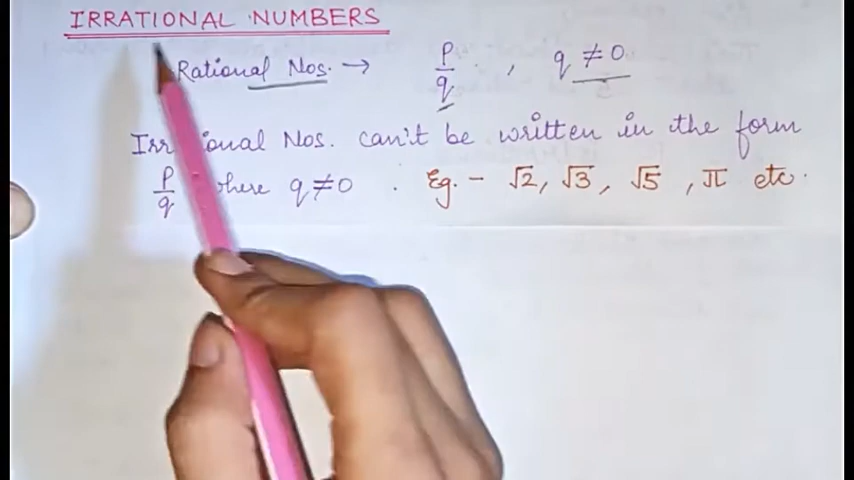 IRRATIONAL NUMBERS
Rational Nos. → p/q , q ≠ 0
Nos. can't be written in the form
p/q q ≠ 0 . Eg. - √2, √3, √5, π etc.